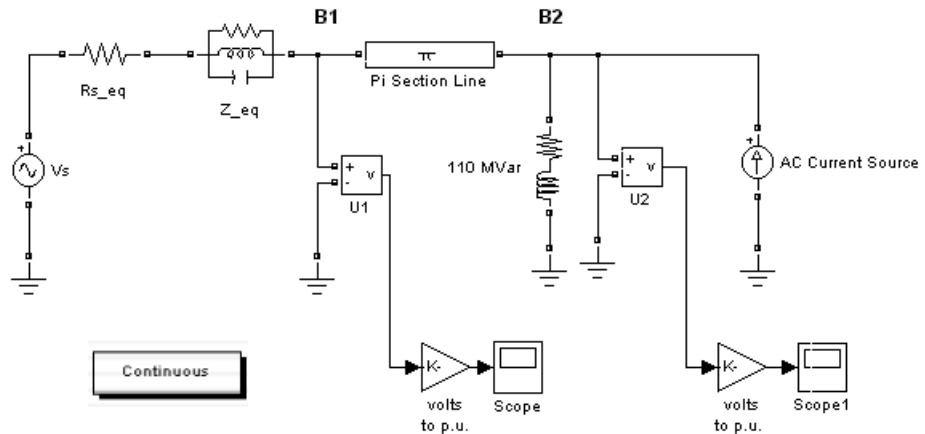 B1
B2
Rs_eq
Z_eq
π
Pi Section Line
Vs
+
+
-
v
U1
110 MVar
+
-
v
U2
+
AC Current Source
Continuous
K-
volts
to p.u.
Scope
K-
volts
to p.u.
Scope1